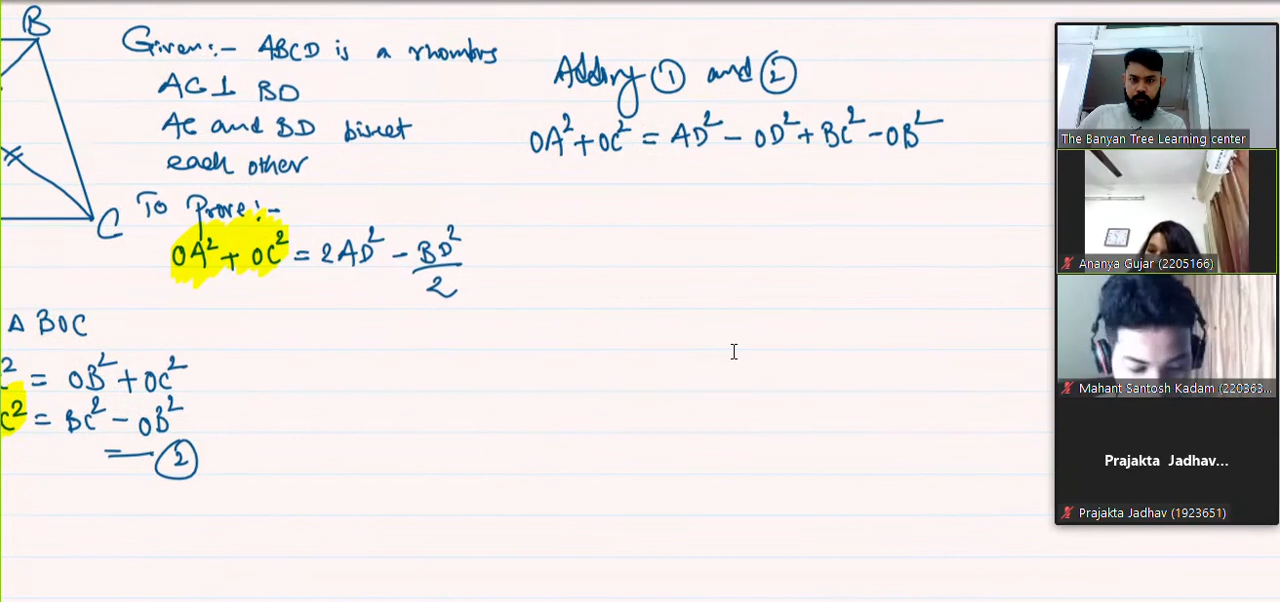 B
Given:- ABCD is a rhombus
AC ⊥ BD
AC and BD bisect
each other
C
To Prove:-
OA² + OC² = 2AD² - BD²/2
Δ BOC
² = OB² + OC²
C² = BC² - OB²
— ②
Adding ① and ②
OA² + OC² = AD² - OD² + BC² - OB²
The Banyan Tree Learning center
Ananya Gujar (2205166)
Mahant Santosh Kadam (220363...
Prajakta Jadhav...
Prajakta Jadhav (1923651)